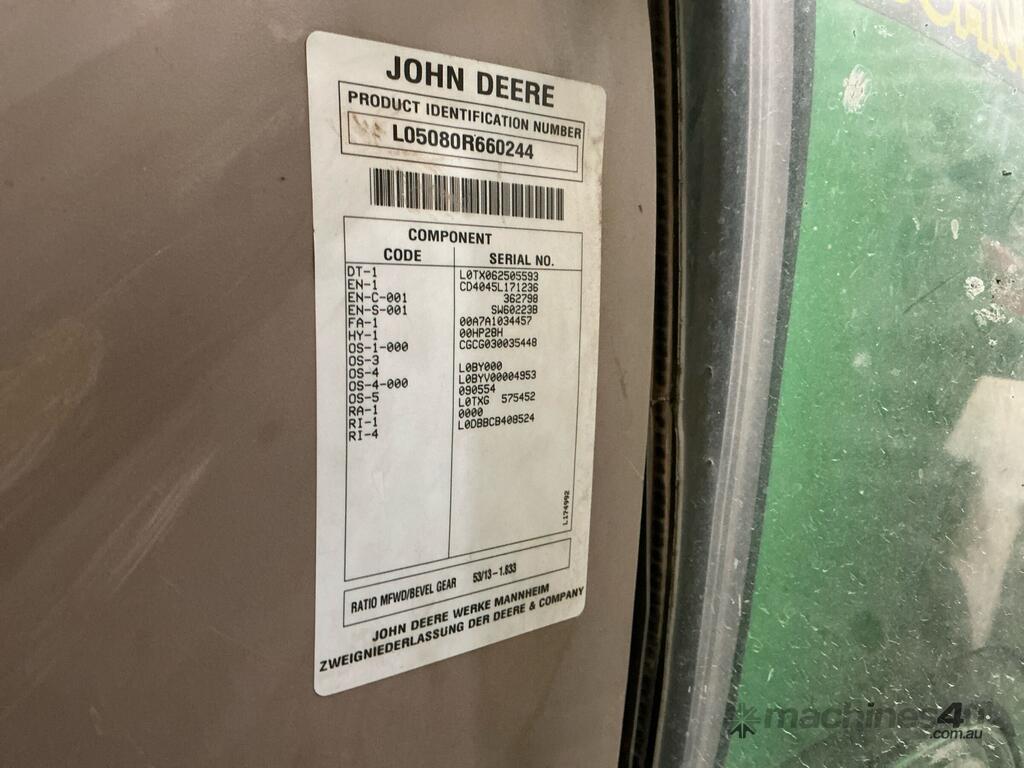 JOHN DEERE
PRODUCT IDENTIFICATION NUMBER
L05080R660244
COMPONENT
CODE SERIAL NO.
DT-1 L0TX062505593
EN-1 CD4045L171236
EN-C-001 362798
EN-S-001 SW60223B
FA-1 00A7A1034457
HY-1 00HP28H
OS-1-000 CGCG030035448
OS-3
OS-4 L0BY000
OS-4-000 L0BYV00004953
OS-5 090554
RA-1 L0TXG 575452
RI-1 0000
RI-4 L0DBBCB408524
L174992
RATIO MFWD/BEVEL GEAR 53/13-1.833
JOHN DEERE WERKE MANNHEIM
ZWEIGNIEDERLASSUNG DER DEERE & COMPANY
machines4u
.com.au